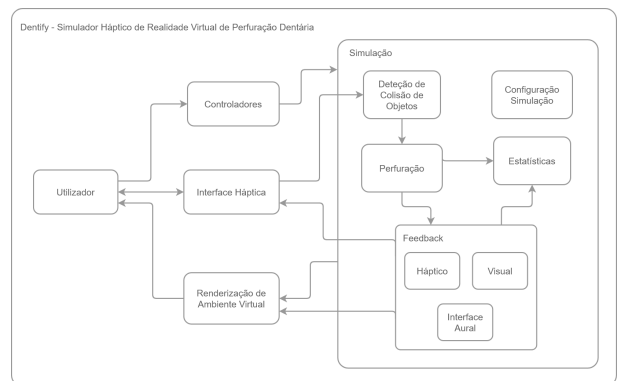 Dentify - Simulador Háptico de Realidade Virtual de Perfuração Dentária
Simulação
Controladores
Deteção de
Colisão de
Objetos
Configuração
Simulação
Utilizador
Interface Háptica
Perfuração
Estatísticas
Feedback
Háptico
Visual
Interface
Aural
Renderização de
Ambiente Virtual